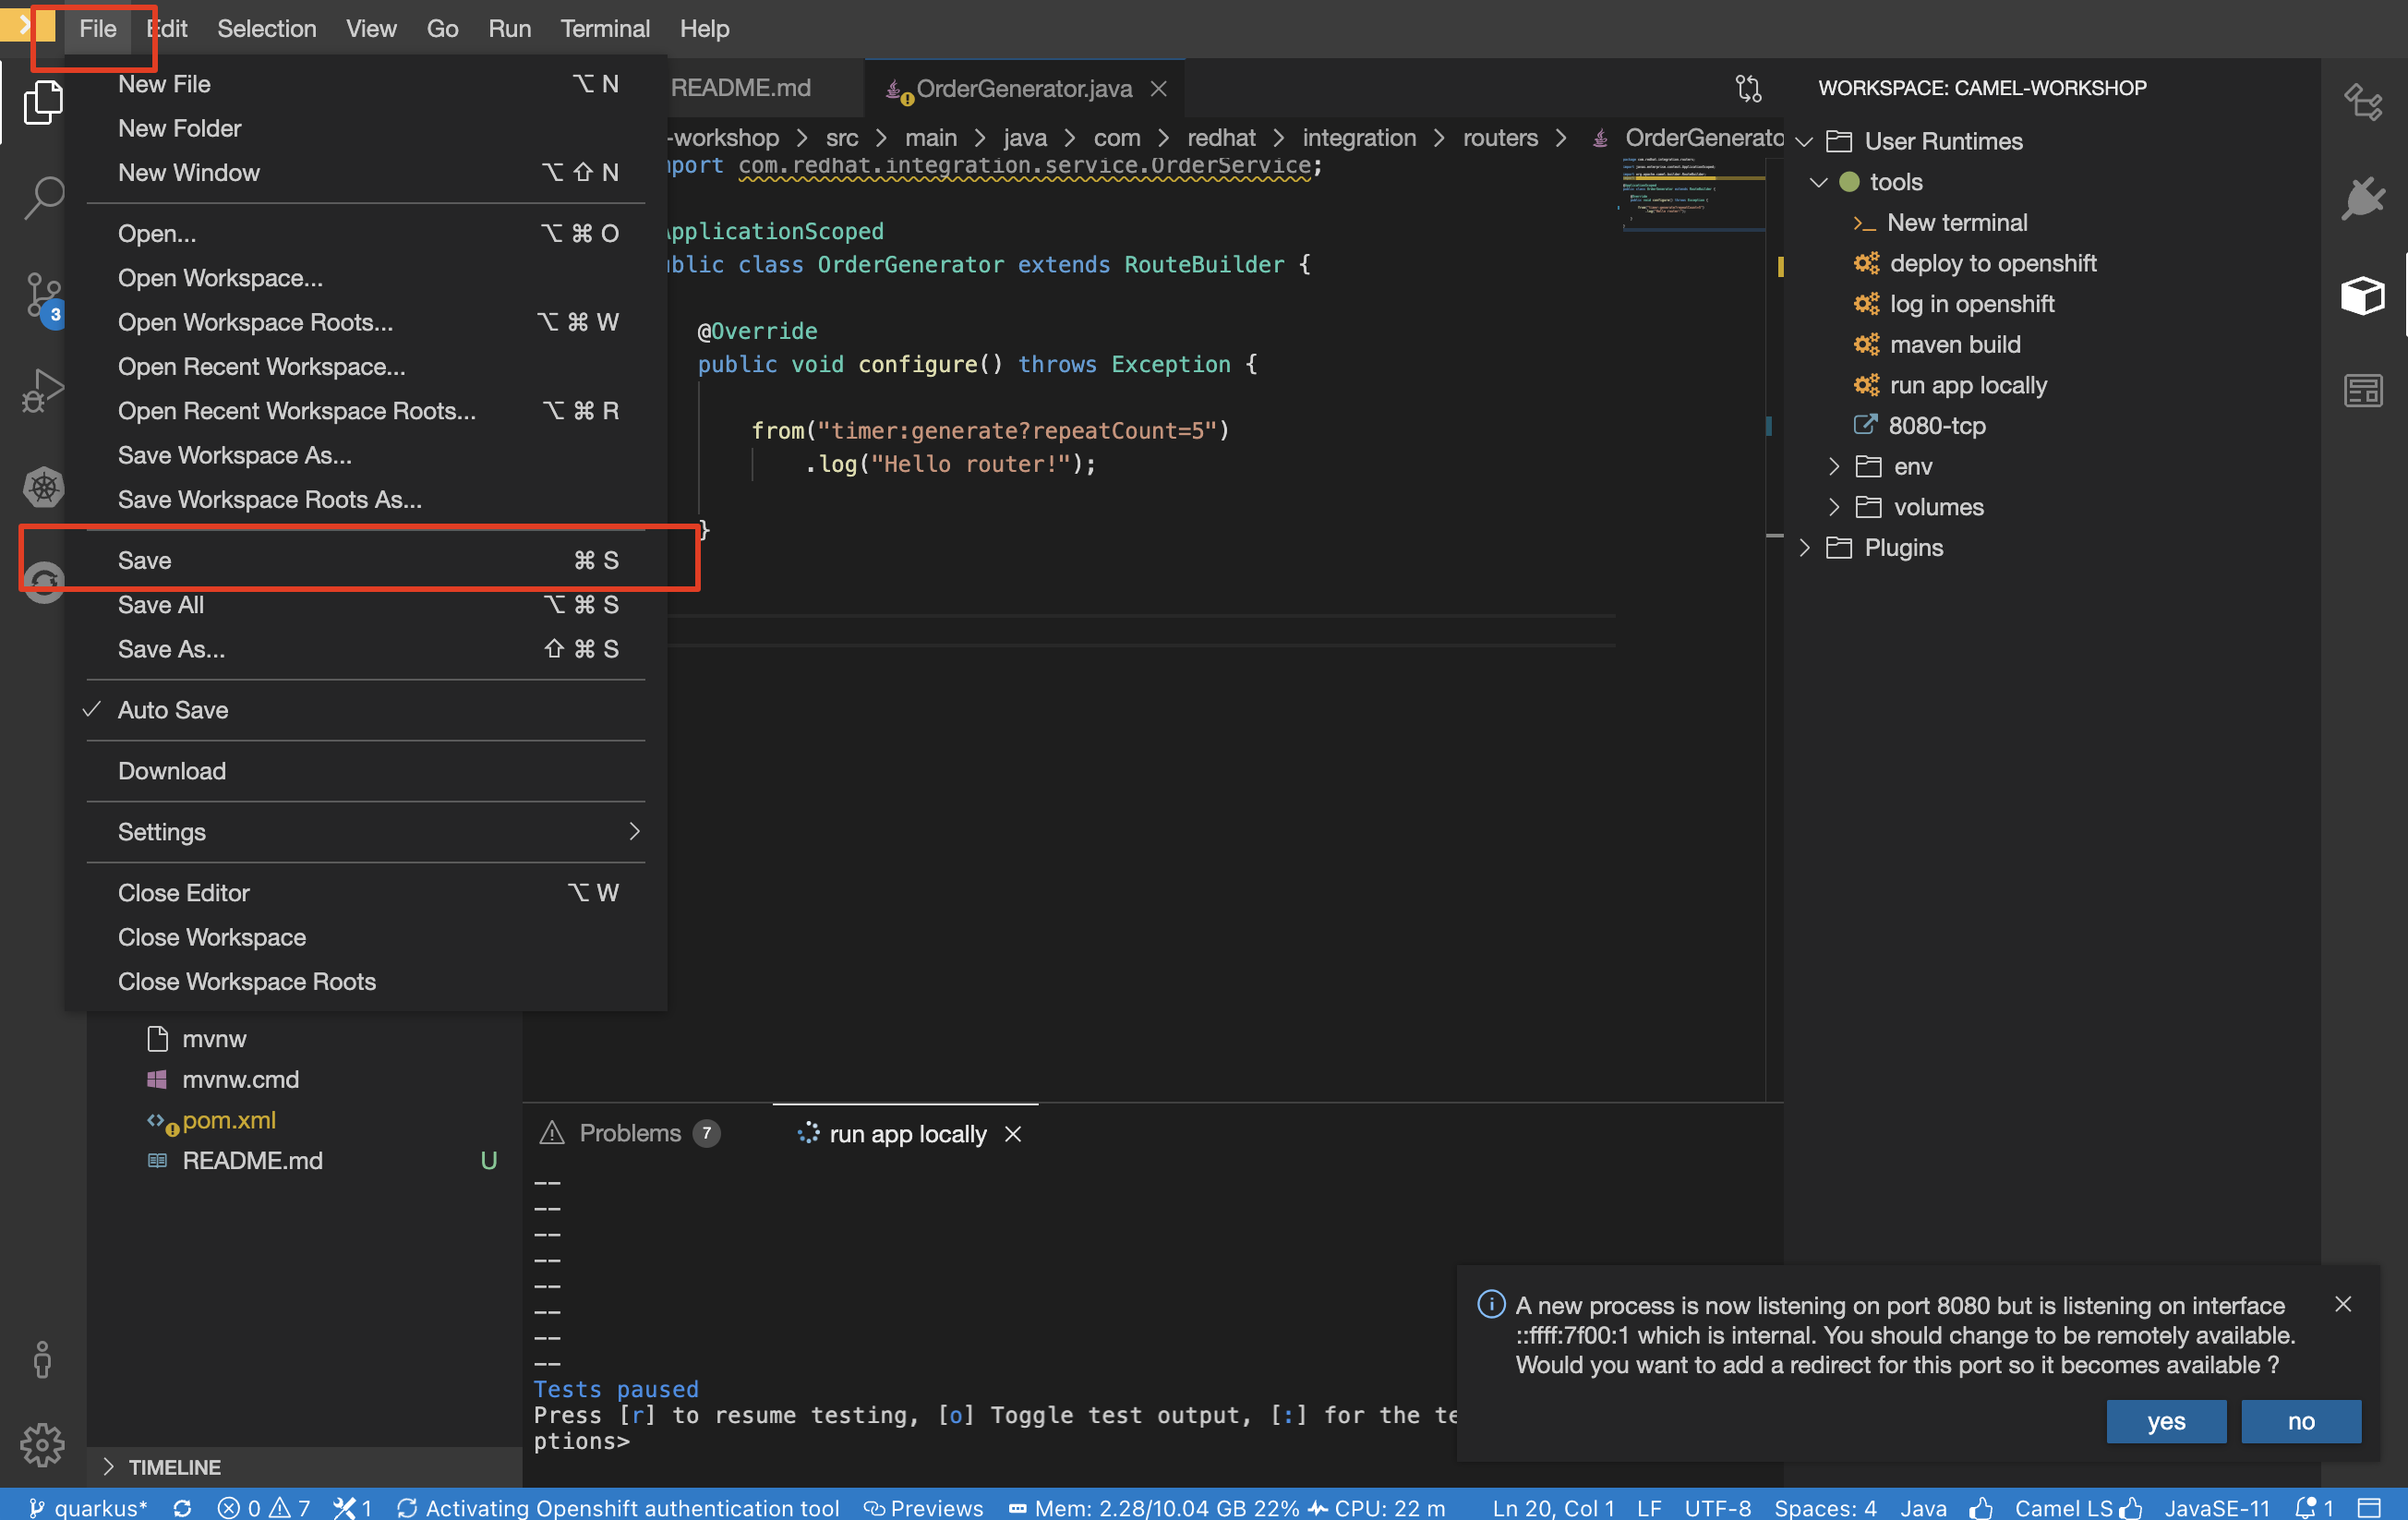 File Edit Selection View Go Run Terminal Help
New File ⌥ N
New Folder
New Window ⌥ ⇧ N
Open... ⌥ ⌘ O
Open Workspace...
Open Workspace Roots... ⌥ ⌘ W
Open Recent Workspace...
Open Recent Workspace Roots... ⌥ ⌘ R
Save Workspace As...
Save Workspace Roots As...
Save ⌘ S
Save All ⌥ ⌘ S
Save As... ⇧ ⌘ S
✓ Auto Save
Download
Settings
Close Editor ⌥ W
Close Workspace
Close Workspace Roots
3
mvnw
mvnw.cmd
pom.xml
README.md U
TIMELINE
README.md OrderGenerator.java
-workshop > src > main > java > com > redhat > integration > routers > OrderGenerato
port com.redhat.integration.service.OrderService;
pplicationScoped
blic class OrderGenerator extends RouteBuilder {
@Override
public void configure() throws Exception {
from("timer:generate?repeatCount=5")
.log("Hello router!");
}
Problems 7 run app locally
--
--
--
--
--
--
--
--
Tests paused
Press [r] to resume testing, [o] Toggle test output, [:] for the te
ptions>
WORKSPACE: CAMEL-WORKSHOP
User Runtimes
tools
New terminal
deploy to openshift
log in openshift
maven build
run app locally
8080-tcp
env
volumes
Plugins
A new process is now listening on port 8080 but is listening on interface
::ffff:7f00:1 which is internal. You should change to be remotely available.
Would you want to add a redirect for this port so it becomes available ?
yes no
quarkus* 0 7 1 Activating Openshift authentication tool Previews Mem: 2.28/10.04 GB 22% CPU: 22 m Ln 20, Col 1 LF UTF-8 Spaces: 4 Java Camel LS JavaSE-11 1